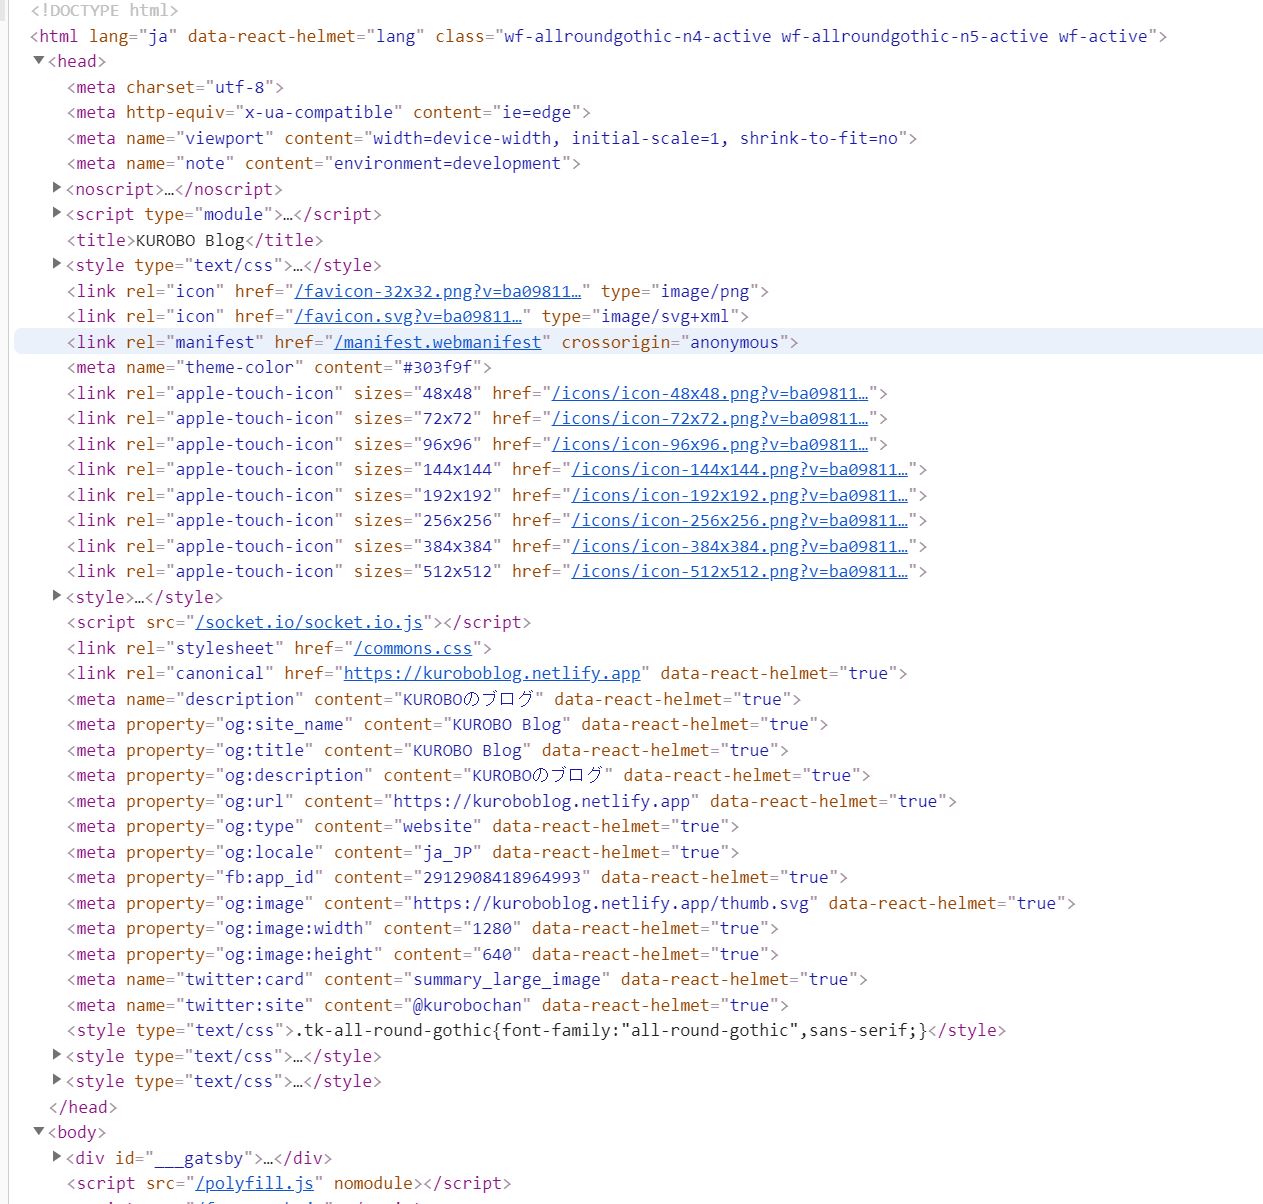 <!DOCTYPE html>
<html lang="ja" data-react-helmet="lang" class="wf-allroundgothic-n4-active wf-allroundgothic-n5-active wf-active">
▼<head>
<meta charset="utf-8">
<meta http-equiv="x-ua-compatible" content="ie=edge">
<meta name="viewport" content="width=device-width, initial-scale=1, shrink-to-fit=no">
<meta name="note" content="environment=development">
▶<noscript>…</noscript>
▶<script type="module">…</script>
<title>KUROBO Blog</title>
▶<style type="text/css">…</style>
<link rel="icon" href="/favicon-32x32.png?v=ba09811…" type="image/png">
<link rel="icon" href="/favicon.svg?v=ba09811…" type="image/svg+xml">
<link rel="manifest" href="/manifest.webmanifest" crossorigin="anonymous">
<meta name="theme-color" content="#303f9f">
<link rel="apple-touch-icon" sizes="48x48" href="/icons/icon-48x48.png?v=ba09811…">
<link rel="apple-touch-icon" sizes="72x72" href="/icons/icon-72x72.png?v=ba09811…">
<link rel="apple-touch-icon" sizes="96x96" href="/icons/icon-96x96.png?v=ba09811…">
<link rel="apple-touch-icon" sizes="144x144" href="/icons/icon-144x144.png?v=ba09811…">
<link rel="apple-touch-icon" sizes="192x192" href="/icons/icon-192x192.png?v=ba09811…">
<link rel="apple-touch-icon" sizes="256x256" href="/icons/icon-256x256.png?v=ba09811…">
<link rel="apple-touch-icon" sizes="384x384" href="/icons/icon-384x384.png?v=ba09811…">
<link rel="apple-touch-icon" sizes="512x512" href="/icons/icon-512x512.png?v=ba09811…">
▶<style>…</style>
<script src="/socket.io/socket.io.js"></script>
<link rel="stylesheet" href="/commons.css">
<link rel="canonical" href="https://kuroboblog.netlify.app" data-react-helmet="true">
<meta name="description" content="KUROBOのブログ" data-react-helmet="true">
<meta property="og:site_name" content="KUROBO Blog" data-react-helmet="true">
<meta property="og:title" content="KUROBO Blog" data-react-helmet="true">
<meta property="og:description" content="KUROBOのブログ" data-react-helmet="true">
<meta property="og:url" content="https://kuroboblog.netlify.app" data-react-helmet="true">
<meta property="og:type" content="website" data-react-helmet="true">
<meta property="og:locale" content="ja_JP" data-react-helmet="true">
<meta property="fb:app_id" content="2912908418964993" data-react-helmet="true">
<meta property="og:image" content="https://kuroboblog.netlify.app/thumb.svg" data-react-helmet="true">
<meta property="og:image:width" content="1280" data-react-helmet="true">
<meta property="og:image:height" content="640" data-react-helmet="true">
<meta name="twitter:card" content="summary_large_image" data-react-helmet="true">
<meta name="twitter:site" content="@kurobochan" data-react-helmet="true">
<style type="text/css">.tk-all-round-gothic{font-family:"all-round-gothic",sans-serif;}</style>
▶<style type="text/css">…</style>
▶<style type="text/css">…</style>
</head>
▼<body>
▶<div id="___gatsby">…</div>
<script src="/polyfill.js" nomodule></script>